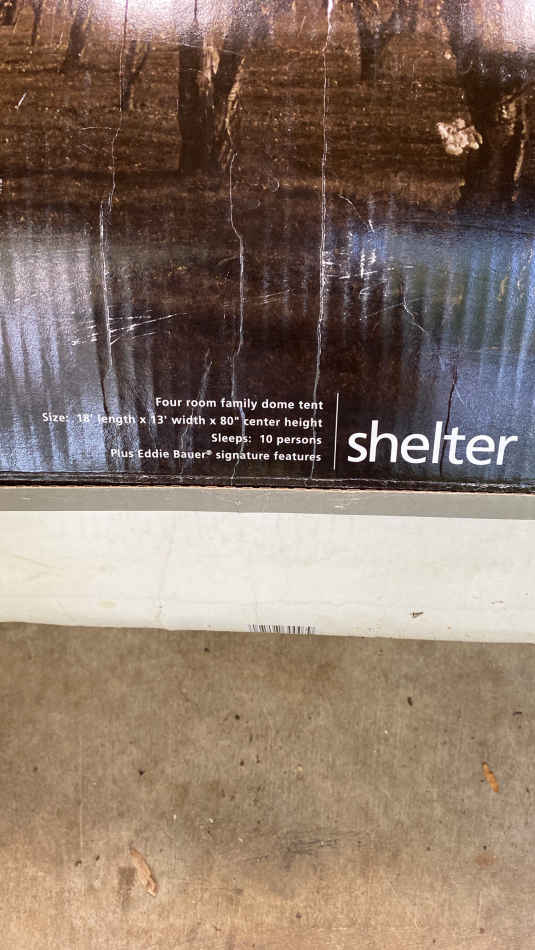 Four room family dome tent
Size: 18' length x 13' width x 80" center height
Sleeps: 10 persons
Plus Eddie Bauer® signature features
shelter